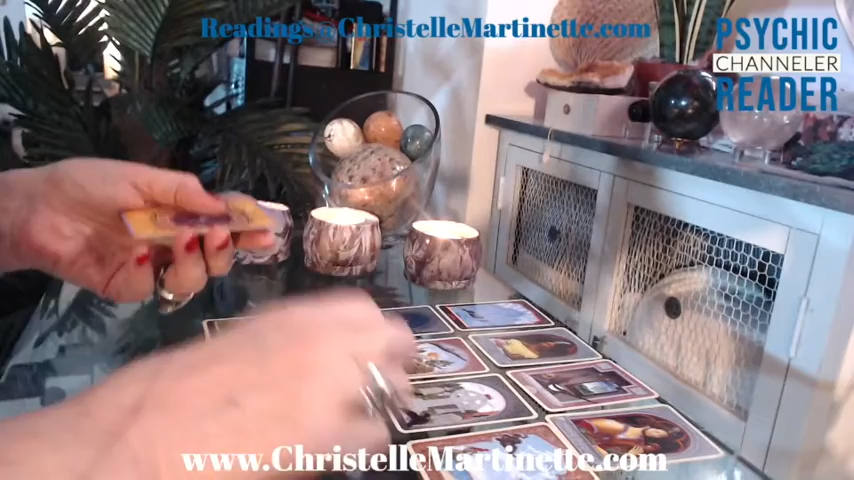 Readings@ChristelleMartinette.com
PSYCHIC
CHANNELER
READER
www.ChristelleMartinette.com